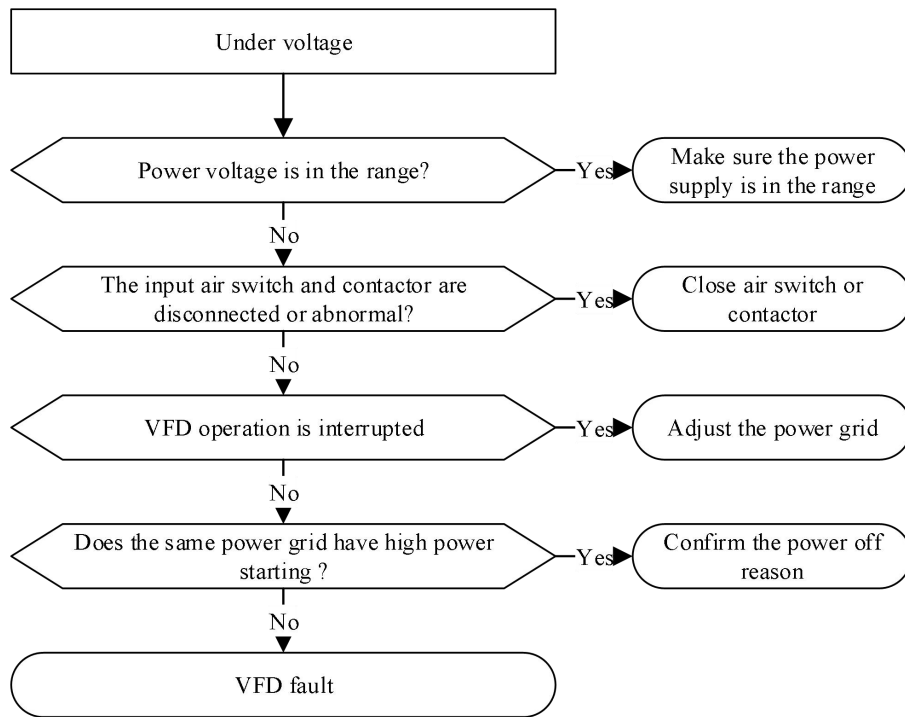 Under voltage
Power voltage is in the range?
Yes
Make sure the power
supply is in the range
No
The input air switch and contactor are
disconnected or abnormal?
Yes
Close air switch or
contactor
No
VFD operation is interrupted
Yes
Adjust the power grid
No
Does the same power grid have high power
starting ?
Yes
Confirm the power off
reason
No
VFD fault